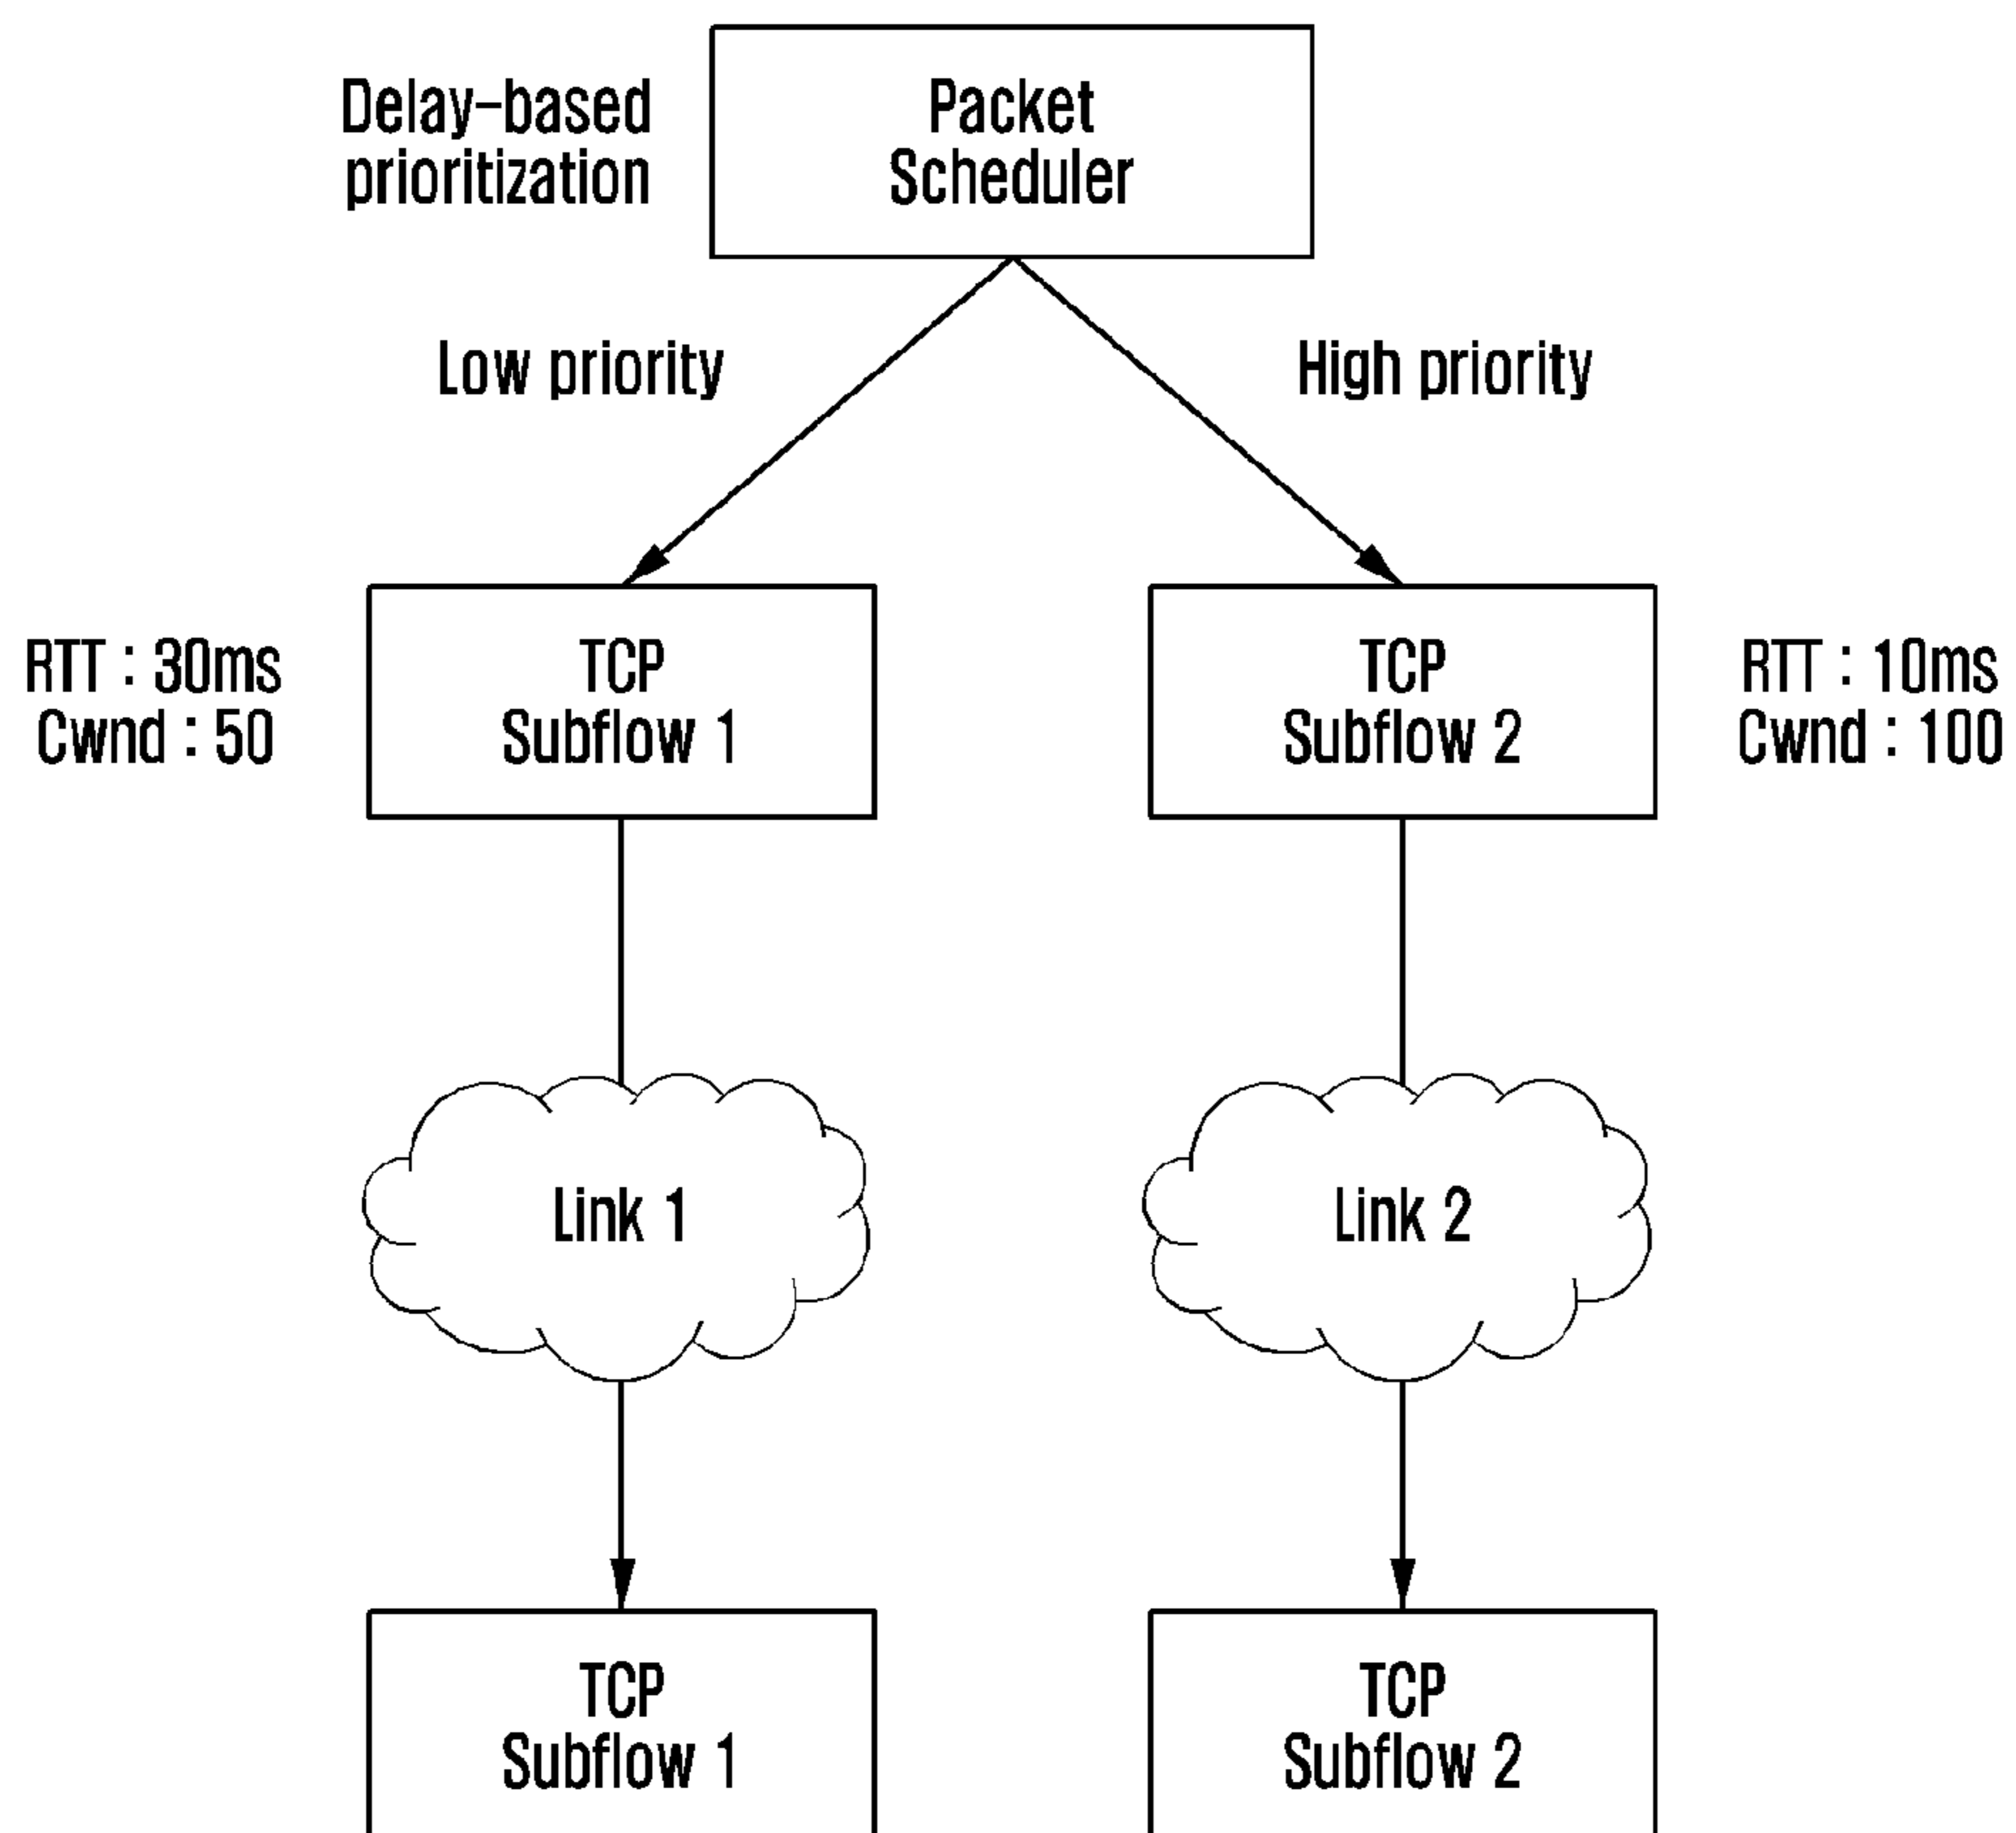 Delay-based
prioritization
Packet
Scheduler
Low priority
High priority
RTT : 30ms
Cwnd : 50
TCP
Subflow 1
TCP
Subflow 2
RTT : 10ms
Cwnd : 100
Link 1
Link 2
TCP
Subflow 1
TCP
Subflow 2